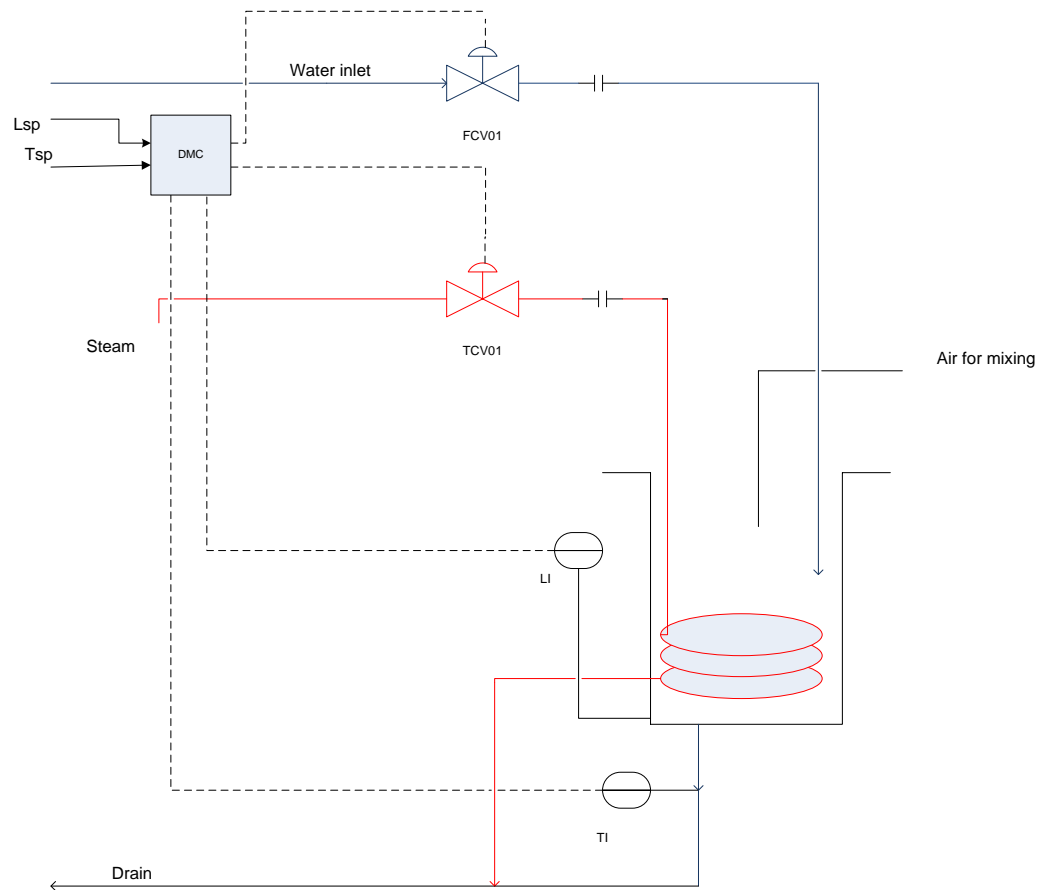 Water inlet
Lsp
FCV01
Tsp
DMC
Steam
TCV01
Air for mixing
LI
TI
Drain